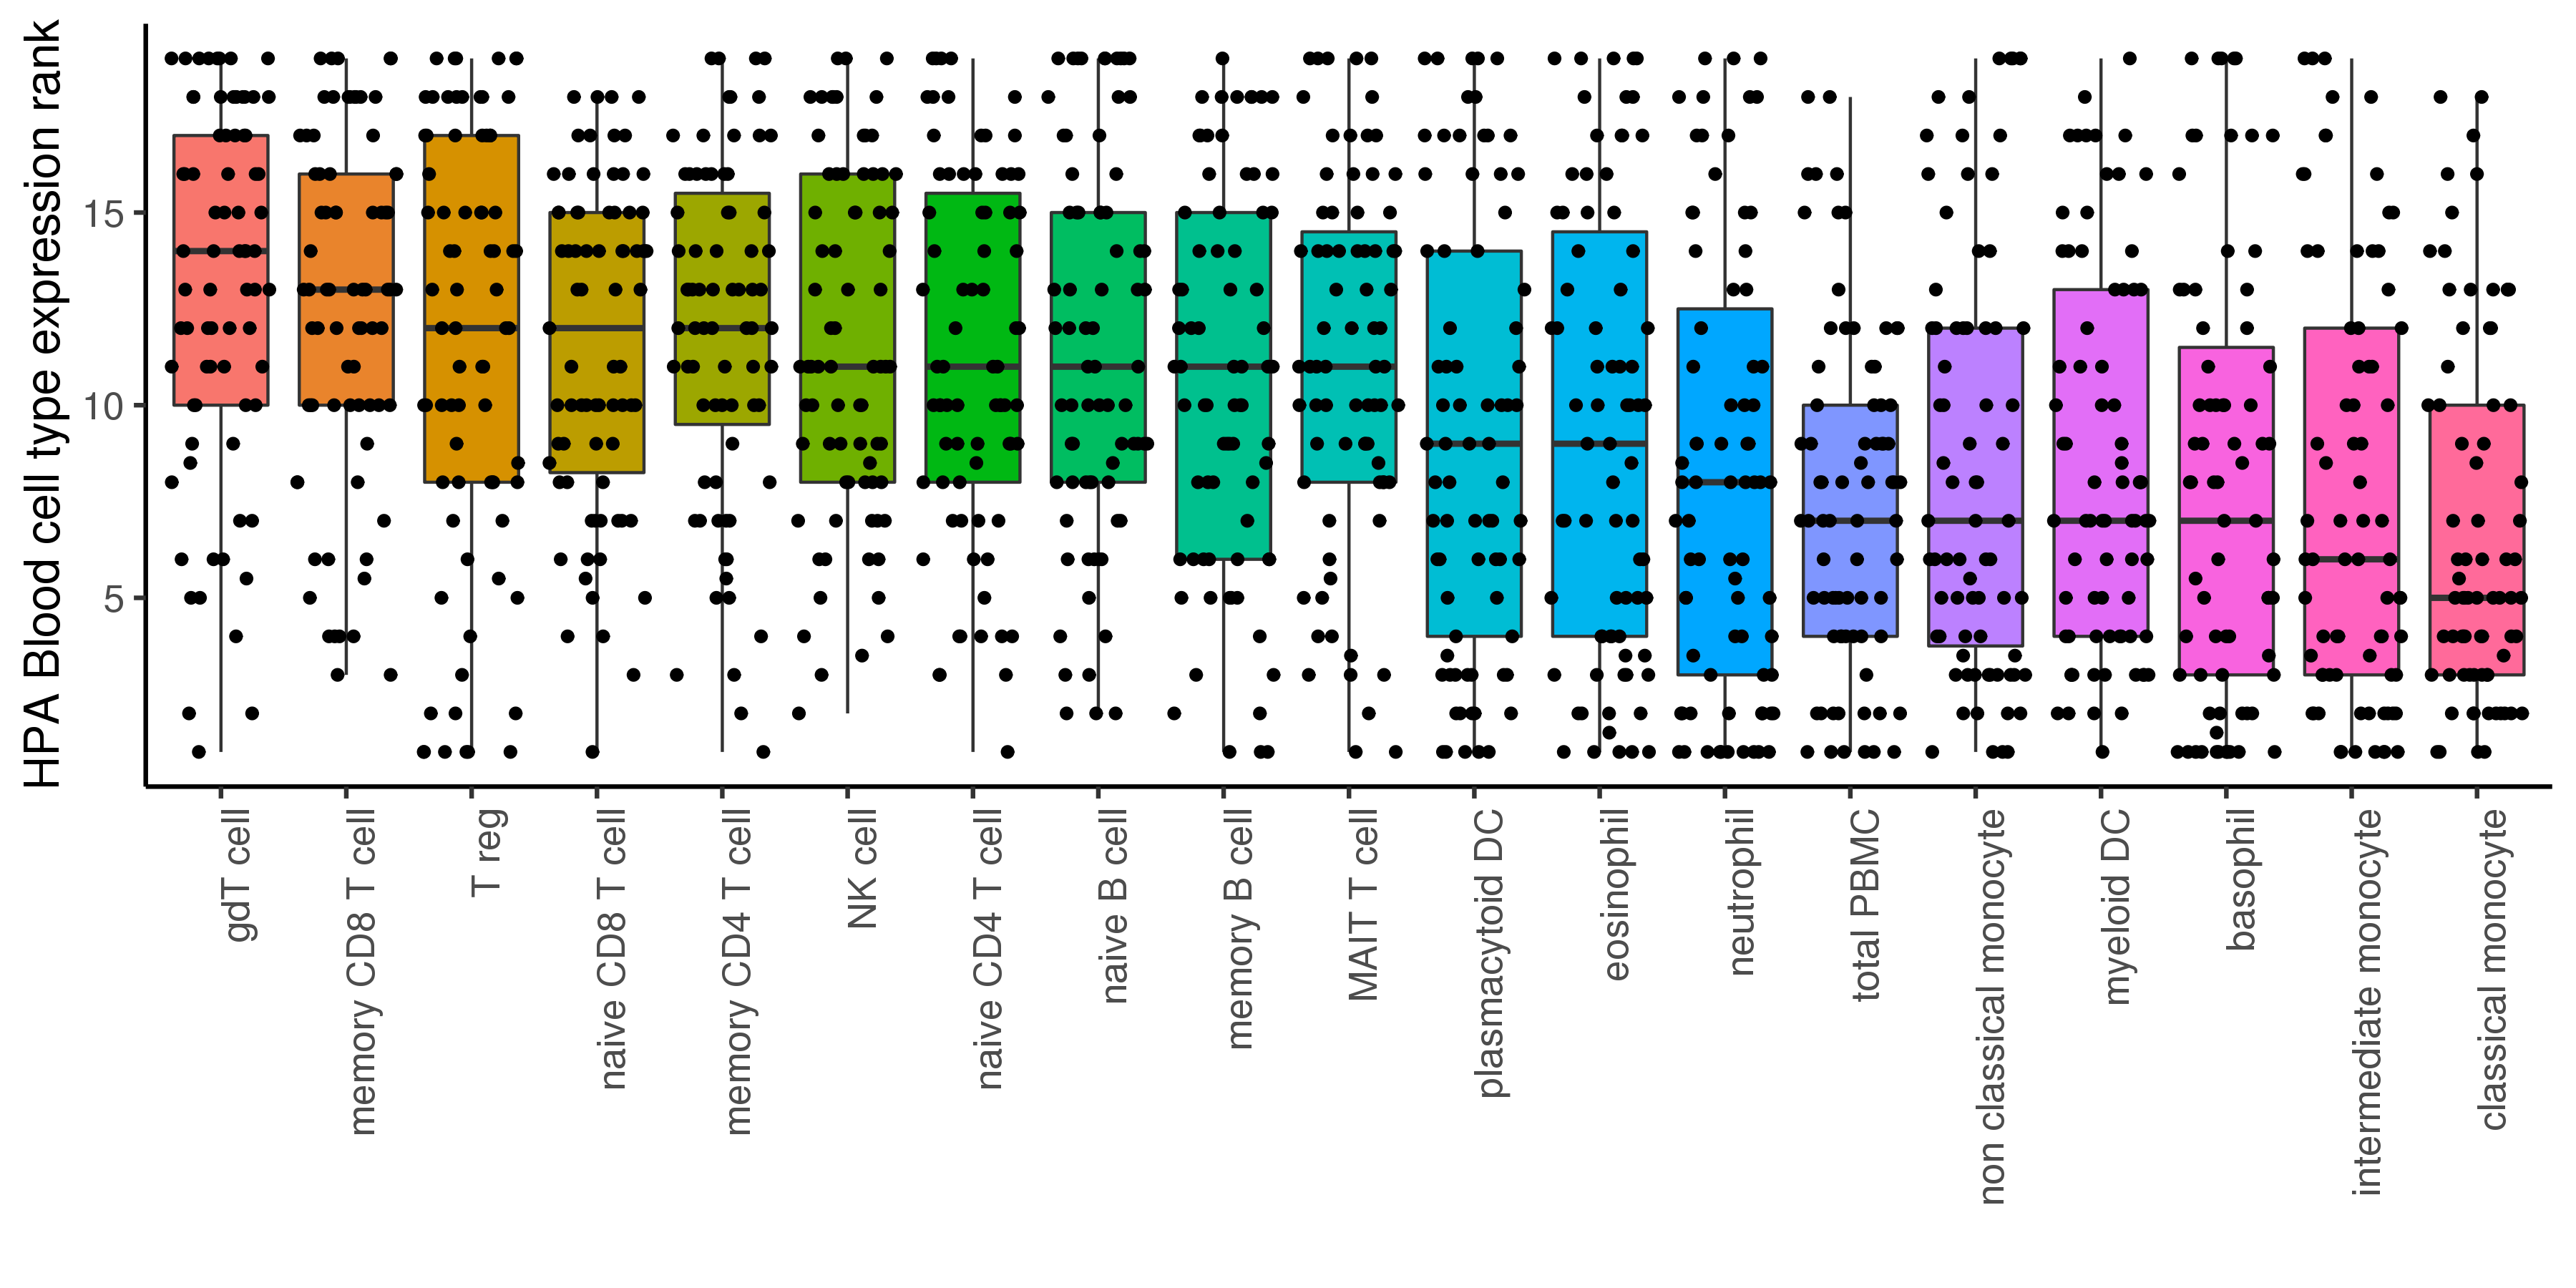 HPA Blood cell type expression rank
15
10
5
gdT cell
memory CD8 T cell
T reg
naive CD8 T cell
memory CD4 T cell
NK cell
naive CD4 T cell
naive B cell
memory B cell
MAIT T cell
plasmacytoid DC
eosinophil
neutrophil
total PBMC
non classical monocyte
myeloid DC
basophil
intermediate monocyte
classical monocyte